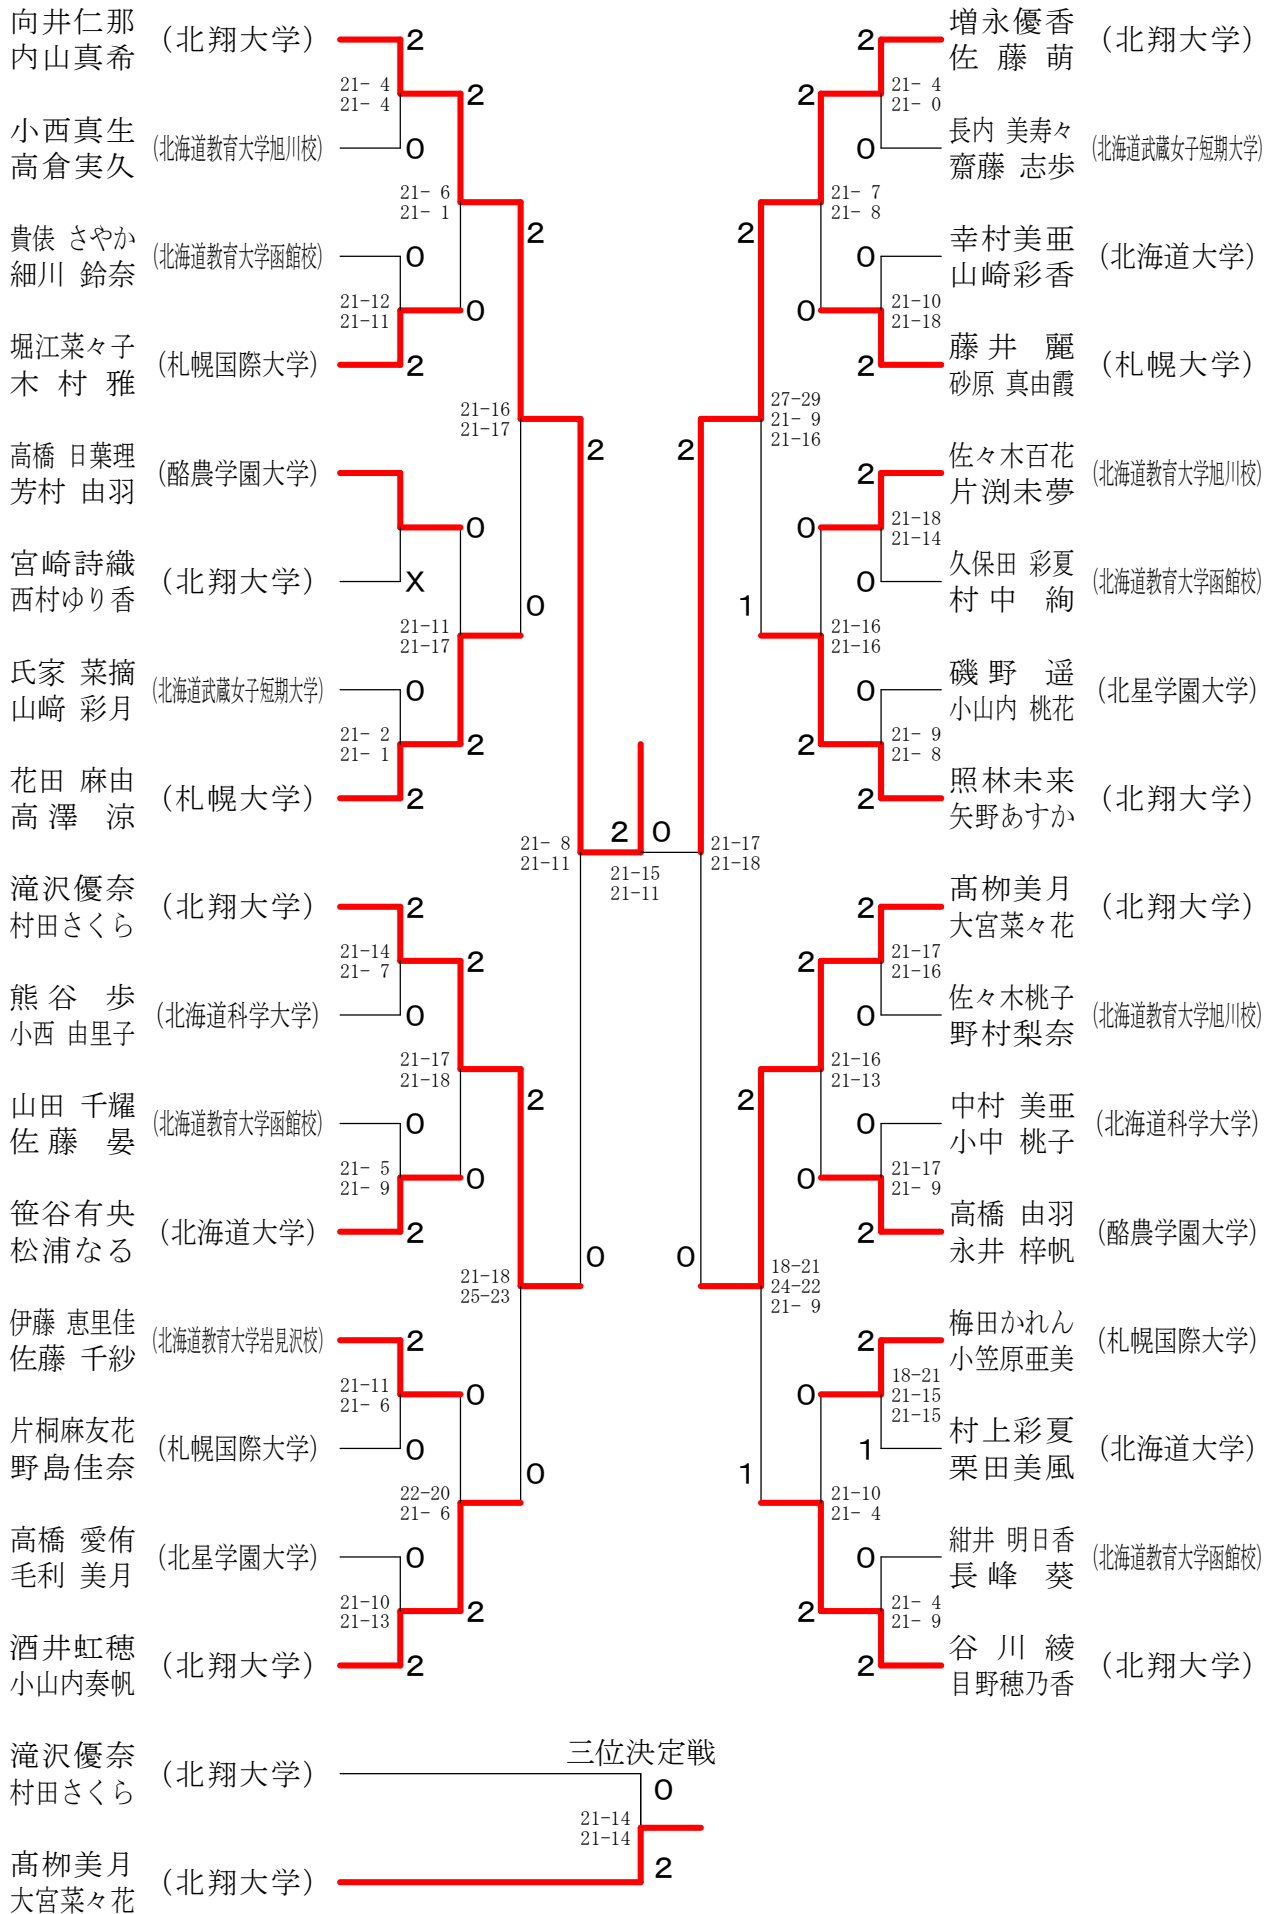 向井仁那
内山真希
(北翔大学)
2
21- 4
21- 4
2
小西真生
高倉実久
(北海道教育大学旭川校)
0
21- 6
21- 1
2
貴俵 さやか
細川 鈴奈
(北海道教育大学函館校)
0
21-12
21-11
0
堀江菜々子
木村 雅
(札幌国際大学)
2
21-16
21-17
2
高橋 日葉理
芳村 由羽
(酪農学園大学)
0
宮崎詩織
西村ゆり香
(北翔大学)
X
21-11
21-17
0
氏家 菜摘
山﨑 彩月
(北海道武蔵女子短期大学)
0
21- 2
21- 1
2
花田 麻由
高澤 涼
(札幌大学)
2
21- 8
21-11
2
0
21-15
21-11
滝沢優奈
村田さくら
(北翔大学)
2
21-14
21- 7
2
熊谷 歩
小西 由里子
(北海道科学大学)
0
21-17
21-18
2
山田 千耀
佐藤 晏
(北海道教育大学函館校)
0
21- 5
21- 9
0
笹谷有央
松浦なる
(北海道大学)
2
21-18
25-23
0
伊藤 恵里佳
佐藤 千紗
(北海道教育大学岩見沢校)
2
21-11
21- 6
0
片桐麻友花
野島佳奈
(札幌国際大学)
0
22-20
21- 6
0
高橋 愛侑
毛利 美月
(北星学園大学)
0
21-10
21-13
2
酒井虹穂
小山内奏帆
(北翔大学)
2
増永優香
佐藤萌
(北翔大学)
2
21- 4
21- 0
2
長内 美寿々
齋藤 志歩
(北海道武蔵女子短期大学)
0
21- 7
21- 8
2
幸村美亜
山崎彩香
(北海道大学)
0
21-10
21-18
0
藤井 麗
砂原 真由霞
(札幌大学)
2
27-29
21- 9
21-16
2
佐々木百花
片渕未夢
(北海道教育大学旭川校)
2
21-18
21-14
0
久保田 彩夏
村中 絢
(北海道教育大学函館校)
0
21-16
21-16
1
磯野 遥
小山内 桃花
(北星学園大学)
0
21- 9
21- 8
2
照林未来
矢野あすか
(北翔大学)
2
21-17
21-18
髙栁美月
大宮菜々花
(北翔大学)
2
21-17
21-16
2
佐々木桃子
野村梨奈
(北海道教育大学旭川校)
0
21-16
21-13
2
中村 美亜
小中 桃子
(北海道科学大学)
0
21-17
21- 9
0
高橋 由羽
永井 梓帆
(酪農学園大学)
2
18-21
24-22
21- 9
0
梅田かれん
小笠原亜美
(札幌国際大学)
2
18-21
21-15
21-15
0
村上彩夏
栗田美風
(北海道大学)
1
21-10
21- 4
1
紺井 明日香
長峰 葵
(北海道教育大学函館校)
0
21- 4
21- 9
2
谷川綾
目野穂乃香
(北翔大学)
2
三位決定戦
滝沢優奈
村田さくら
(北翔大学)
0
21-14
21-14
髙栁美月
大宮菜々花
(北翔大学)
2